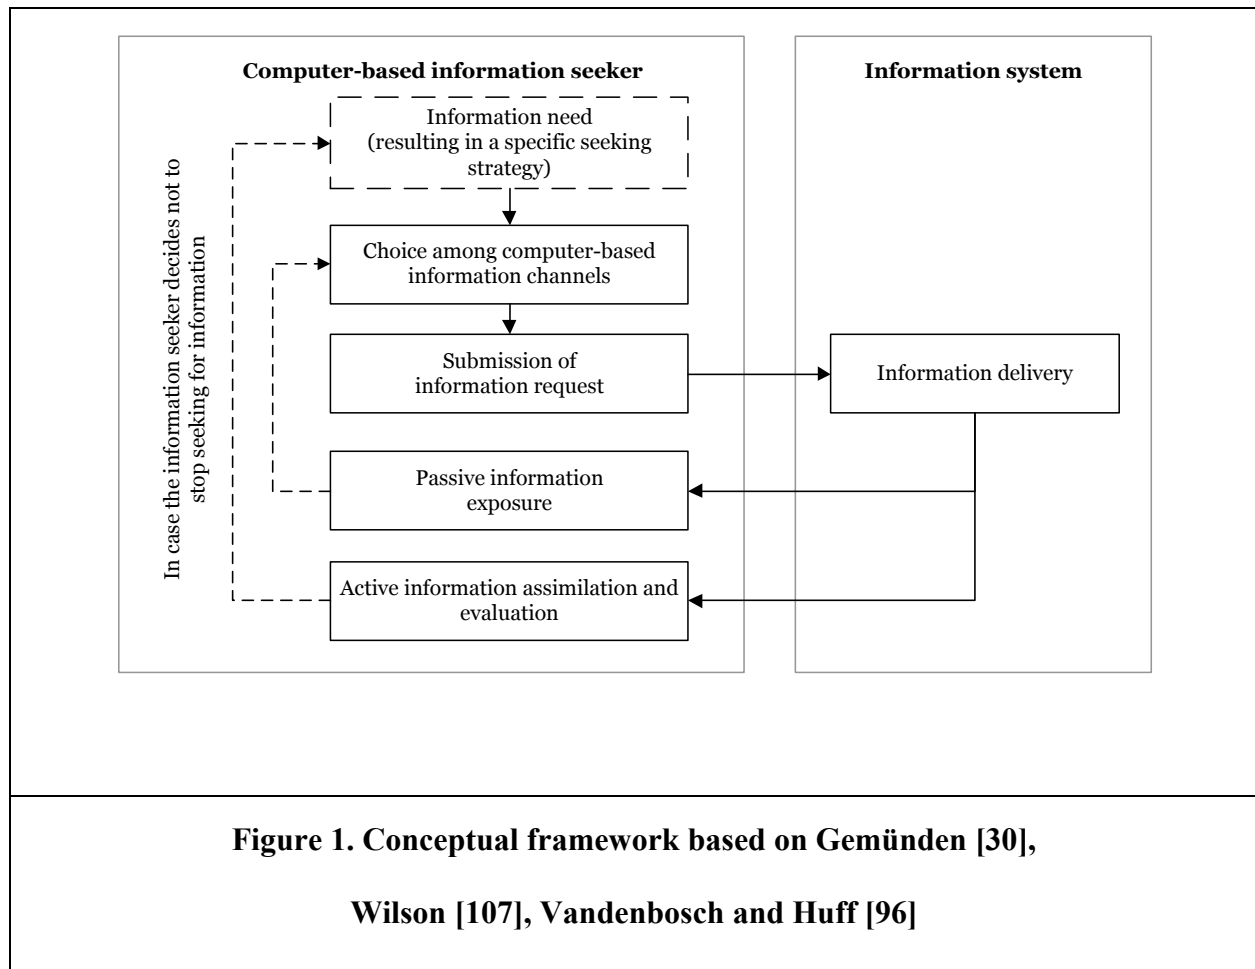 Computer-based information seeker
Information system
Information need
(resulting in a specific seeking
strategy)
Choice among computer-based
information channels
Submission of
information request
Information delivery
Passive information
exposure
Active information assimilation and
evaluation
In case the information seeker decides not to
stop seeking for information
Figure 1. Conceptual framework based on Gemünden [30],
Wilson [107], Vandenbosch and Huff [96]